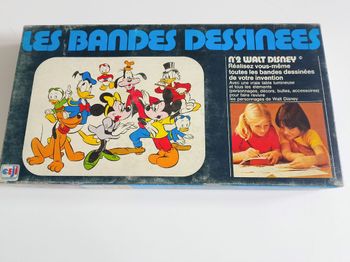 LES BANDES DESSINEES
N°2 WALT DISNEY ©
Réalisez vous-même
toutes les bandes dessinées
de votre invention
Avec une vraie table lumineuse
et tous les éléments
(personnages, décors, bulles, accessoires)
pour faire revivre
les personnages de Walt Disney
ceji